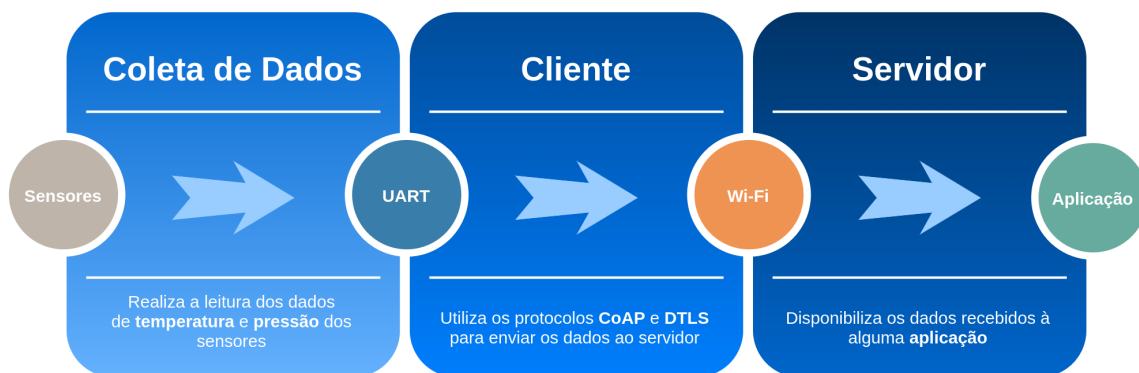 Coleta de Dados
Cliente
Servidor
Sensores
UART
Wi-Fi
Aplicação
Realiza a leitura dos dados
de temperatura e pressão dos
sensores
Utiliza os protocolos CoAP e DTLS
para enviar os dados ao servidor
Disponibiliza os dados recebidos à
alguma aplicação